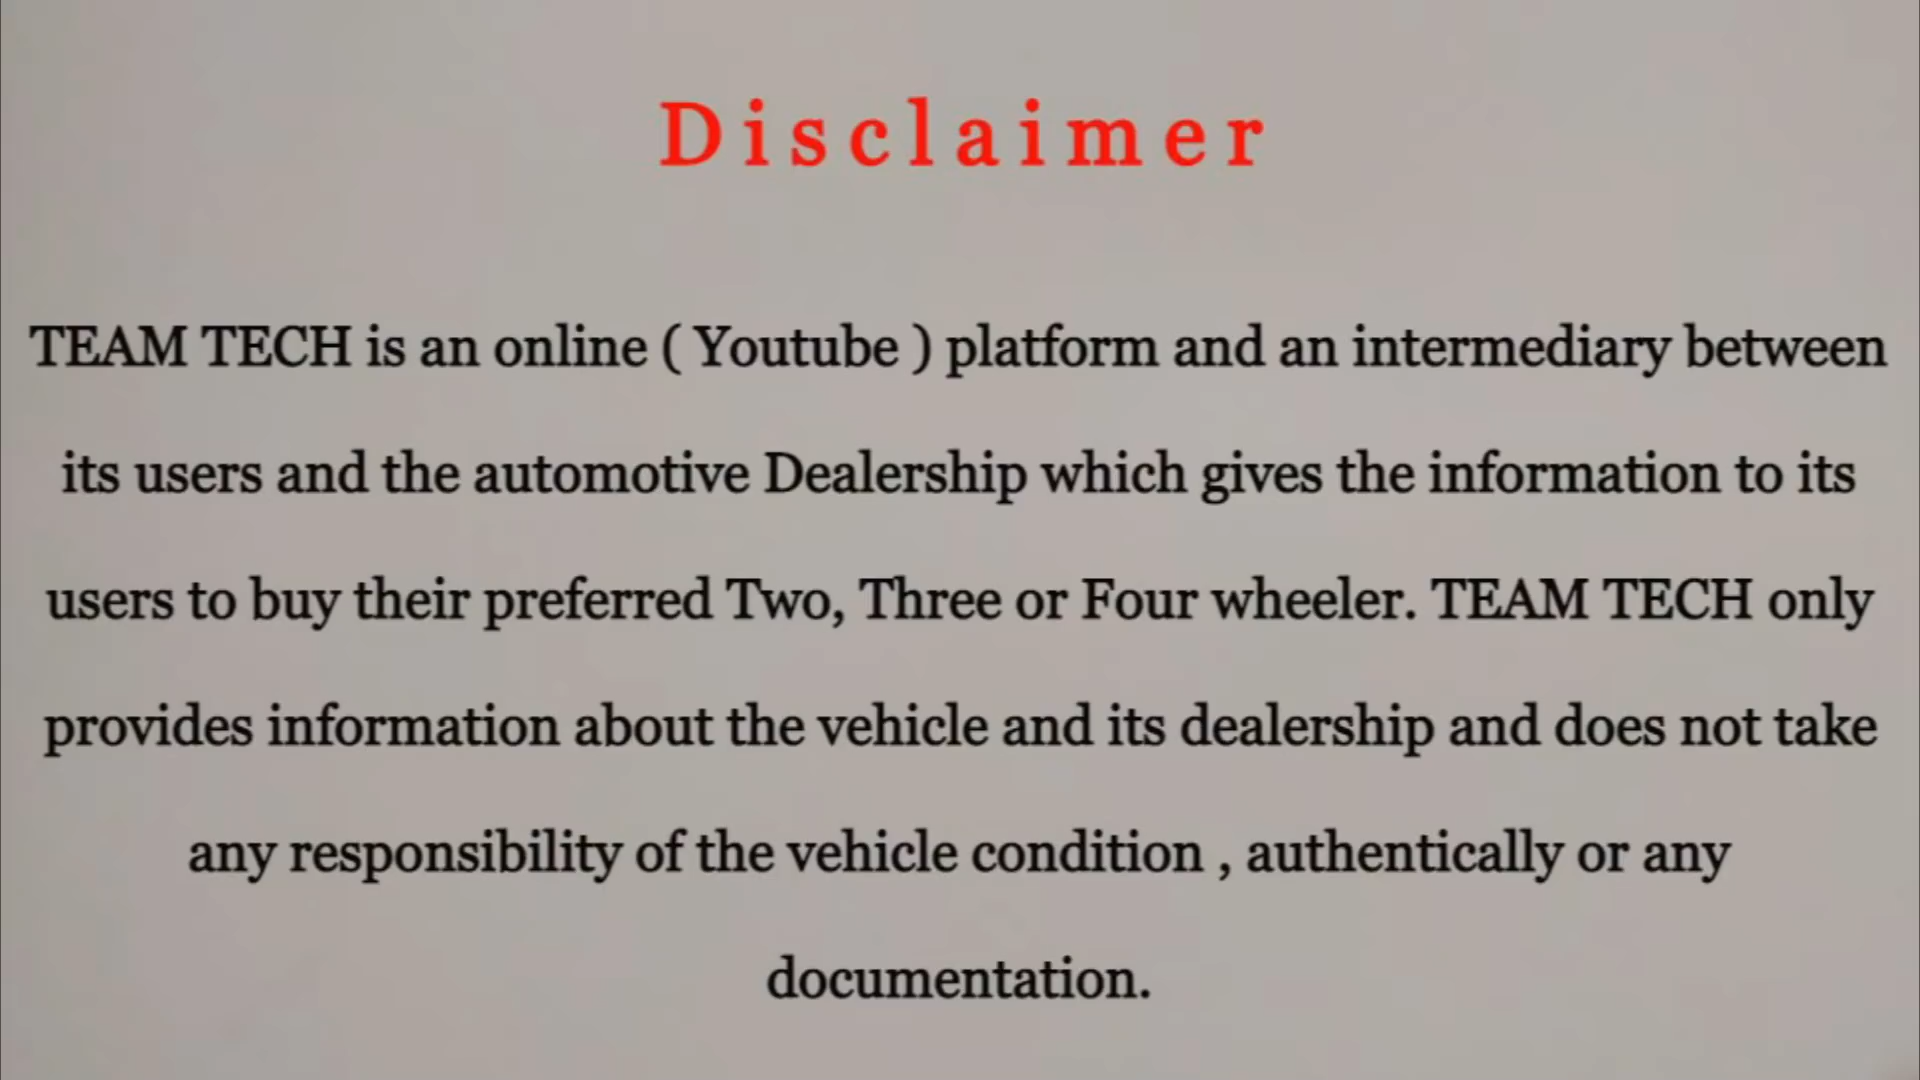 Disclaimer
TEAM TECH is an online ( Youtube ) platform and an intermediary between
its users and the automotive Dealership which gives the information to its
users to buy their preferred Two, Three or Four wheeler. TEAM TECH only
provides information about the vehicle and its dealership and does not take
any responsibility of the vehicle condition , authentically or any
documentation.